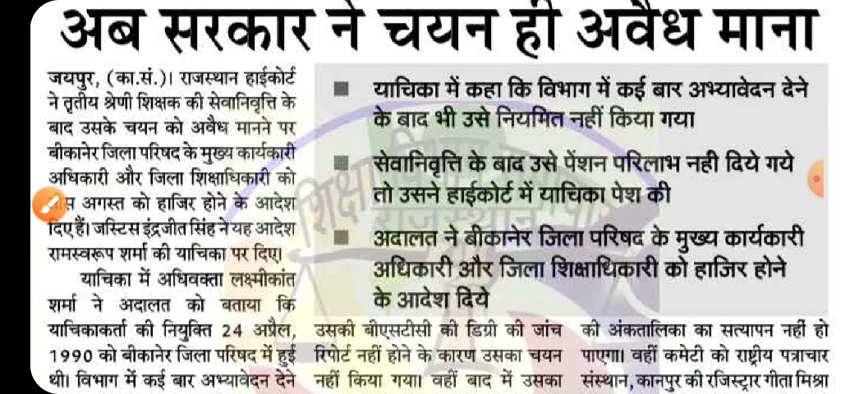 अब सरकार ने चयन ही अवैध माना
जयपुर, (का.सं.)। राजस्थान हाईकोर्ट
ने तृतीय श्रेणी शिक्षक की सेवानिवृत्ति के
बाद उसके चयन को अवैध मानने पर
बीकानेर जिला परिषद के मुख्य कार्यकारी
अधिकारी और जिला शिक्षाधिकारी को
अगस्त को हाजिर होने के आदेश
दिए हैं। जस्टिस इंद्रजीत सिंह ने यह आदेश
रामस्वरूप शर्मा की याचिका पर दिए।
याचिका में अधिवक्ता लक्ष्मीकांत
शर्मा ने अदालत को बताया कि
याचिकाकर्ता की नियुक्ति 24 अप्रैल,
1990 को बीकानेर जिला परिषद में हुई
थी। विभाग में कई बार अभ्यावेदन देने
याचिका में कहा कि विभाग में कई बार अभ्यावेदन देने
के बाद भी उसे नियमित नहीं किया गया
सेवानिवृत्ति के बाद उसे पेंशन परिलाभ नही दिये गये
तो उसने हाईकोर्ट में याचिका पेश की
अदालत ने बीकानेर जिला परिषद के मुख्य कार्यकारी
अधिकारी और जिला शिक्षाधिकारी को हाजिर होने
के आदेश दिये
उसकी बीएसटीसी की डिग्री की जांच
रिपोर्ट नहीं होने के कारण उसका चयन
नहीं किया गया। वहीं बाद में उसका
की अंकतालिका का सत्यापन नहीं हो
पाएगा। वहीं कमेटी को राष्ट्रीय पत्राचार
संस्थान, कानपुर की रजिस्ट्रार गीता मिश्रा
राजस्थान